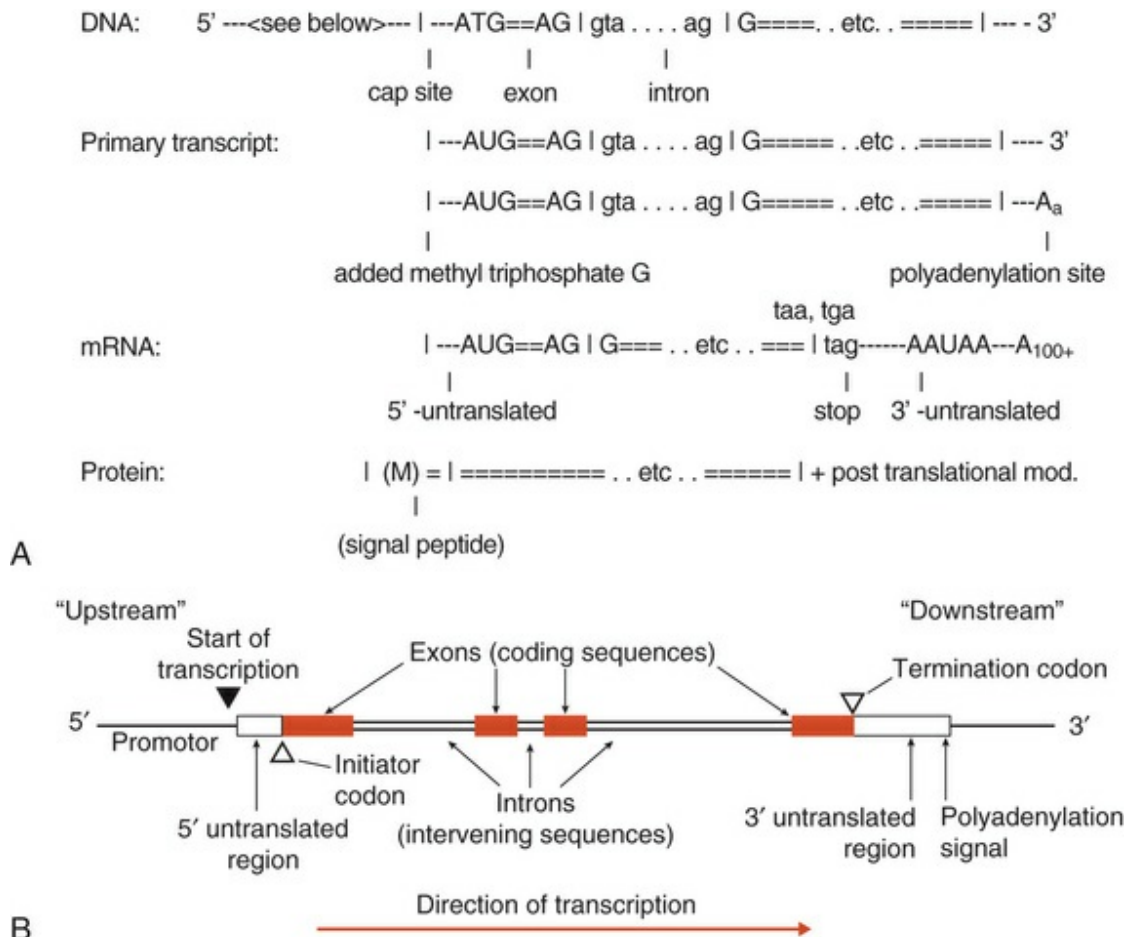 DNA: 5' ---<see below>--- | ---ATG==AG | gta . . . . ag | G====. . etc. . ===== | --- - 3'
cap site exon intron
Primary transcript: | ---AUG==AG | gta . . . . ag | G===== . .etc . .===== | ---- 3'
| ---AUG==AG | gta . . . . ag | G===== . .etc . .===== | ---Aa
added methyl triphosphate G polyadenylation site
taa, tga
mRNA: | ---AUG==AG | G=== . . etc . . === | tag------AAUAA---A100+
5' -untranslated stop 3' -untranslated
Protein: | (M) = | ========== . . etc . . ====== | + post translational mod.
(signal peptide)
A
"Upstream" "Downstream"
Start of
transcription
Exons (coding sequences)
Termination codon
5′ 3′
Promotor
Initiator
codon
5′ untranslated
region
Introns
(intervening sequences)
3′ untranslated
region
Polyadenylation
signal
Direction of transcription
B